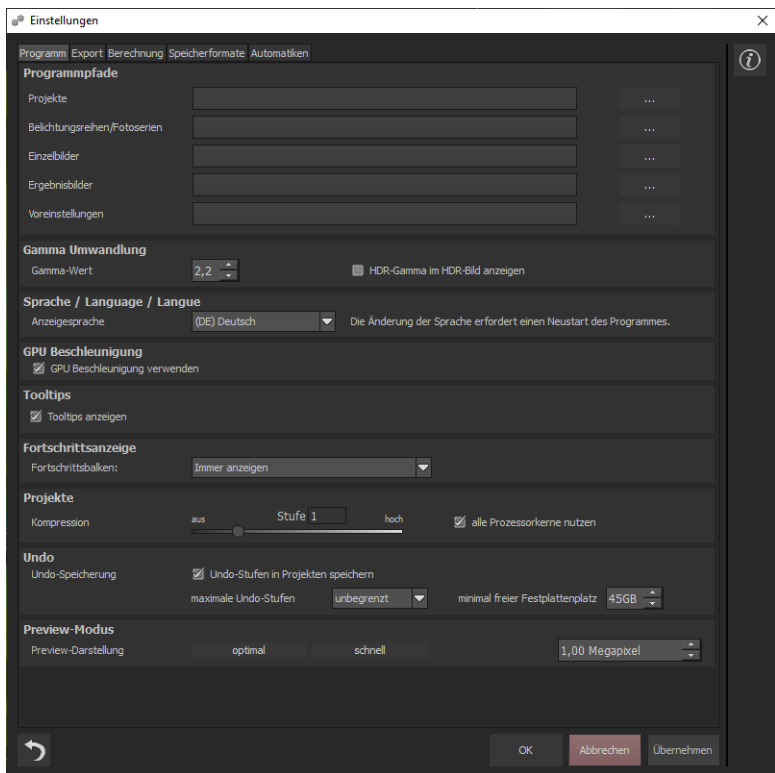 Einstellungen
Programm Export Berechnung Speicherformate Automatiken
Programmpfade
Projekte ...
Belichtungsreihen/Fotoserien ...
Einzelbilder ...
Ergebnisbilder ...
Voreinstellungen ...
Gamma Umwandlung
Gamma-Wert 2,2 HDR-Gamma im HDR-Bild anzeigen
Sprache / Language / Langue
Anzeigesprache (DE) Deutsch Die Änderung der Sprache erfordert einen Neustart des Programmes.
GPU Beschleunigung
GPU Beschleunigung verwenden
Tooltips
Tooltips anzeigen
Fortschrittsanzeige
Fortschrittsbalken: Immer anzeigen
Projekte
Kompression aus Stufe 1 hoch alle Prozessorkerne nutzen
Undo
Undo-Speicherung Undo-Stufen in Projekten speichern
maximale Undo-Stufen unbegrenzt minimal freier Festplattenplatz 45GB
Preview-Modus
Preview-Darstellung optimal schnell 1,00 Megapixel
OK Abbrechen Übernehmen